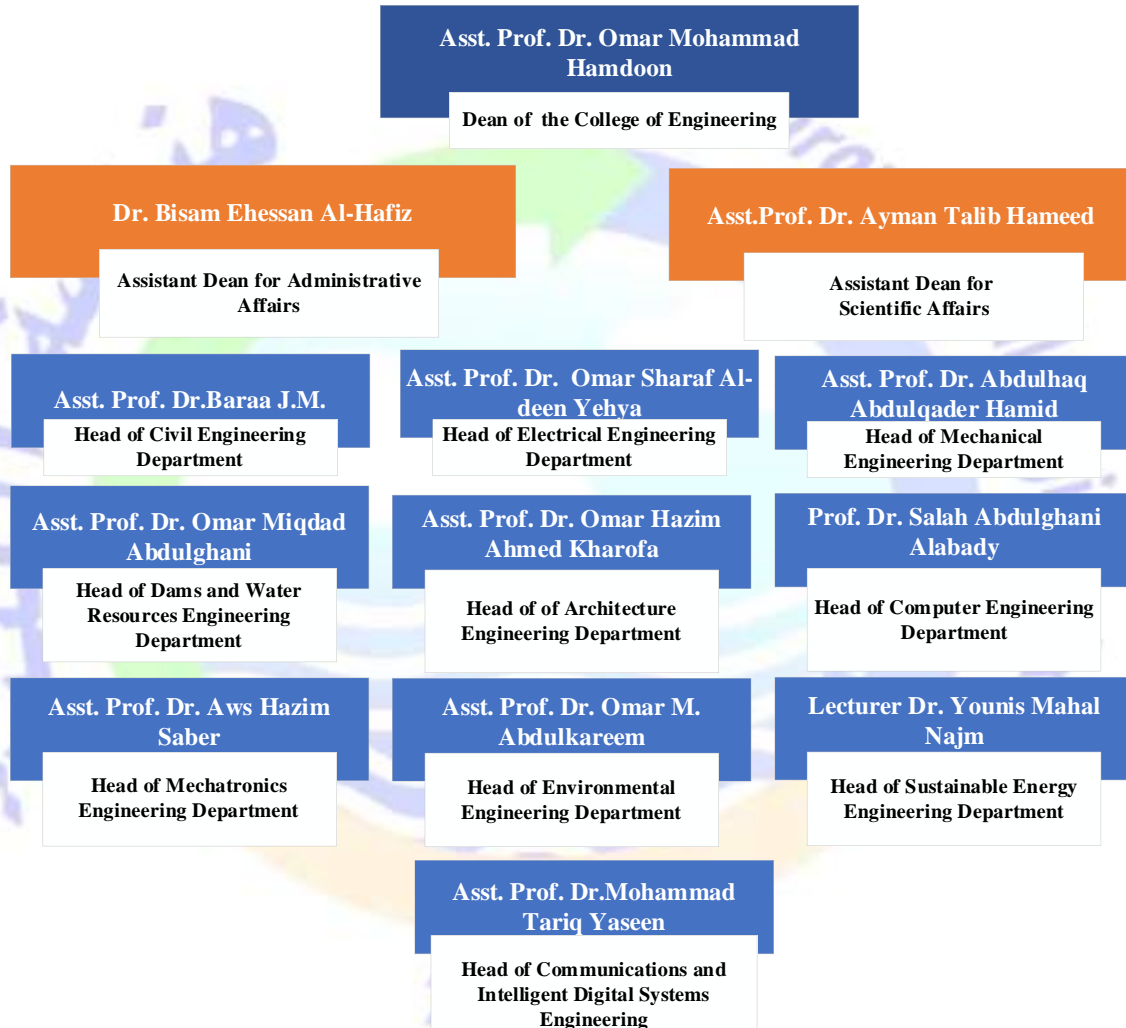 Asst. Prof. Dr. Omar Mohammad
Hamdoon
Dean of the College of Engineering
Dr. Bisam Ehessan Al-Hafiz
Assistant Dean for Administrative
Affairs
Asst.Prof. Dr. Ayman Talib Hameed
Assistant Dean for
Scientific Affairs
Asst. Prof. Dr.Baraa J.M.
Head of Civil Engineering
Department
Asst. Prof. Dr. Omar Sharaf Al-
deen Yehya
Head of Electrical Engineering
Department
Asst. Prof. Dr. Abdulhaq
Abdulqader Hamid
Head of Mechanical
Engineering Department
Asst. Prof. Dr. Omar Miqdad
Abdulghani
Head of Dams and Water
Resources Engineering
Department
Asst. Prof. Dr. Omar Hazim
Ahmed Kharofa
Head of of Architecture
Engineering Department
Prof. Dr. Salah Abdulghani
Alabady
Head of Computer Engineering
Department
Asst. Prof. Dr. Aws Hazim
Saber
Head of Mechatronics
Engineering Department
Asst. Prof. Dr. Omar M.
Abdulkareem
Head of Environmental
Engineering Department
Lecturer Dr. Younis Mahal
Najm
Head of Sustainable Energy
Engineering Department
Asst. Prof. Dr.Mohammad
Tariq Yaseen
Head of Communications and
Intelligent Digital Systems
Engineering